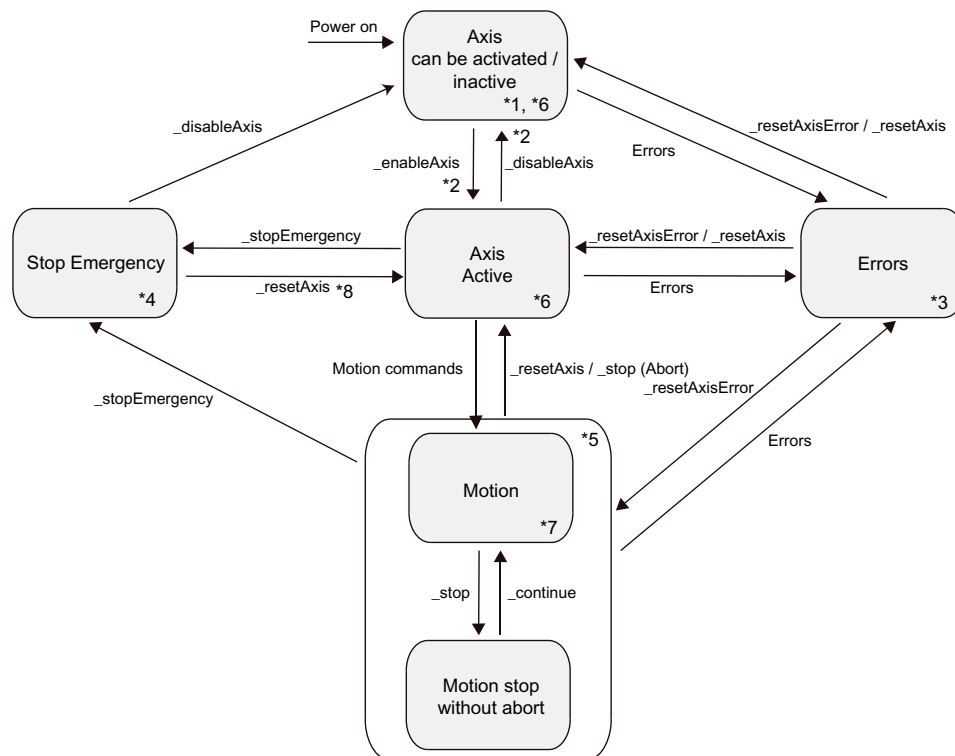 Power on
Axis
can be activated /
inactive
*1, *6
_disableAxis
_resetAxisError / _resetAxis
Errors
*2
_enableAxis
*2
_disableAxis
Stop Emergency
*4
_stopEmergency
_resetAxis *8
Axis
Active
*6
_resetAxisError / _resetAxis
Errors
Errors
*3
Motion commands
_resetAxis / _stop (Abort)
_resetAxisError
_stopEmergency
Errors
*5
Motion
*7
_stop
_continue
Motion stop
without abort